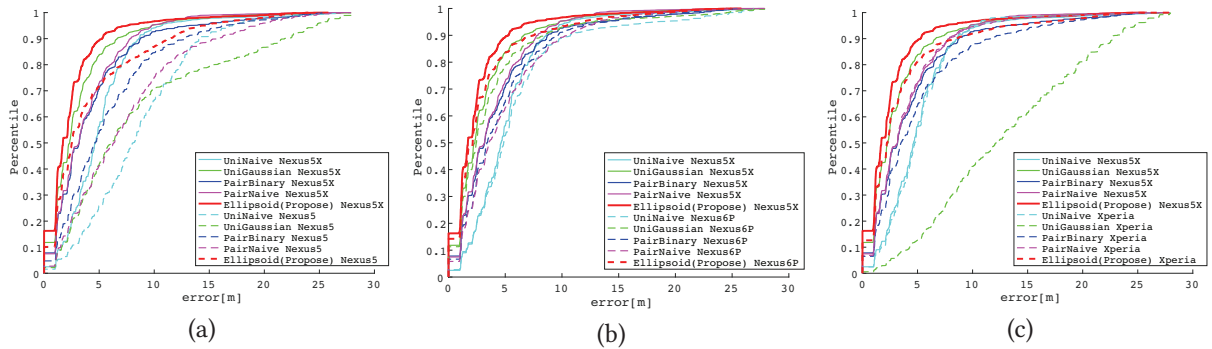 Percentile
1
0.9
0.8
0.7
0.6
0.5
0.4
0.3
0.2
0.1
0
0
5
10
15
20
25
30
error[m]
UniNaive Nexus5X
UniGaussian Nexus5X
PairBinary Nexus5X
PairNaive Nexus5X
Ellipsoid(Propose) Nexus5X
UniNaive Nexus5
UniGaussian Nexus5
PairBinary Nexus5
PairNaive Nexus5
Ellipsoid(Propose) Nexus5
(a)
Percentile
1
0.9
0.8
0.7
0.6
0.5
0.4
0.3
0.2
0.1
0
0
5
10
15
20
25
30
error[m]
UniNaive Nexus5X
UniGaussian Nexus5X
PairBinary Nexus5X
PairNaive Nexus5X
Ellipsoid(Propose) Nexus5X
UniNaive Nexus6P
UniGaussian Nexus6P
PairBinary Nexus6P
PairNaive Nexus6P
Ellipsoid(Propose) Nexus6P
(b)
Percentile
1
0.9
0.8
0.7
0.6
0.5
0.4
0.3
0.2
0.1
0
0
5
10
15
20
25
30
error[m]
UniNaive Nexus5X
UniGaussian Nexus5X
PairBinary Nexus5X
PairNaive Nexus5X
Ellipsoid(Propose) Nexus5X
UniNaive Xperia
UniGaussian Xperia
PairBinary Xperia
PairNaive Xperia
Ellipsoid(Propose) Xperia
(c)